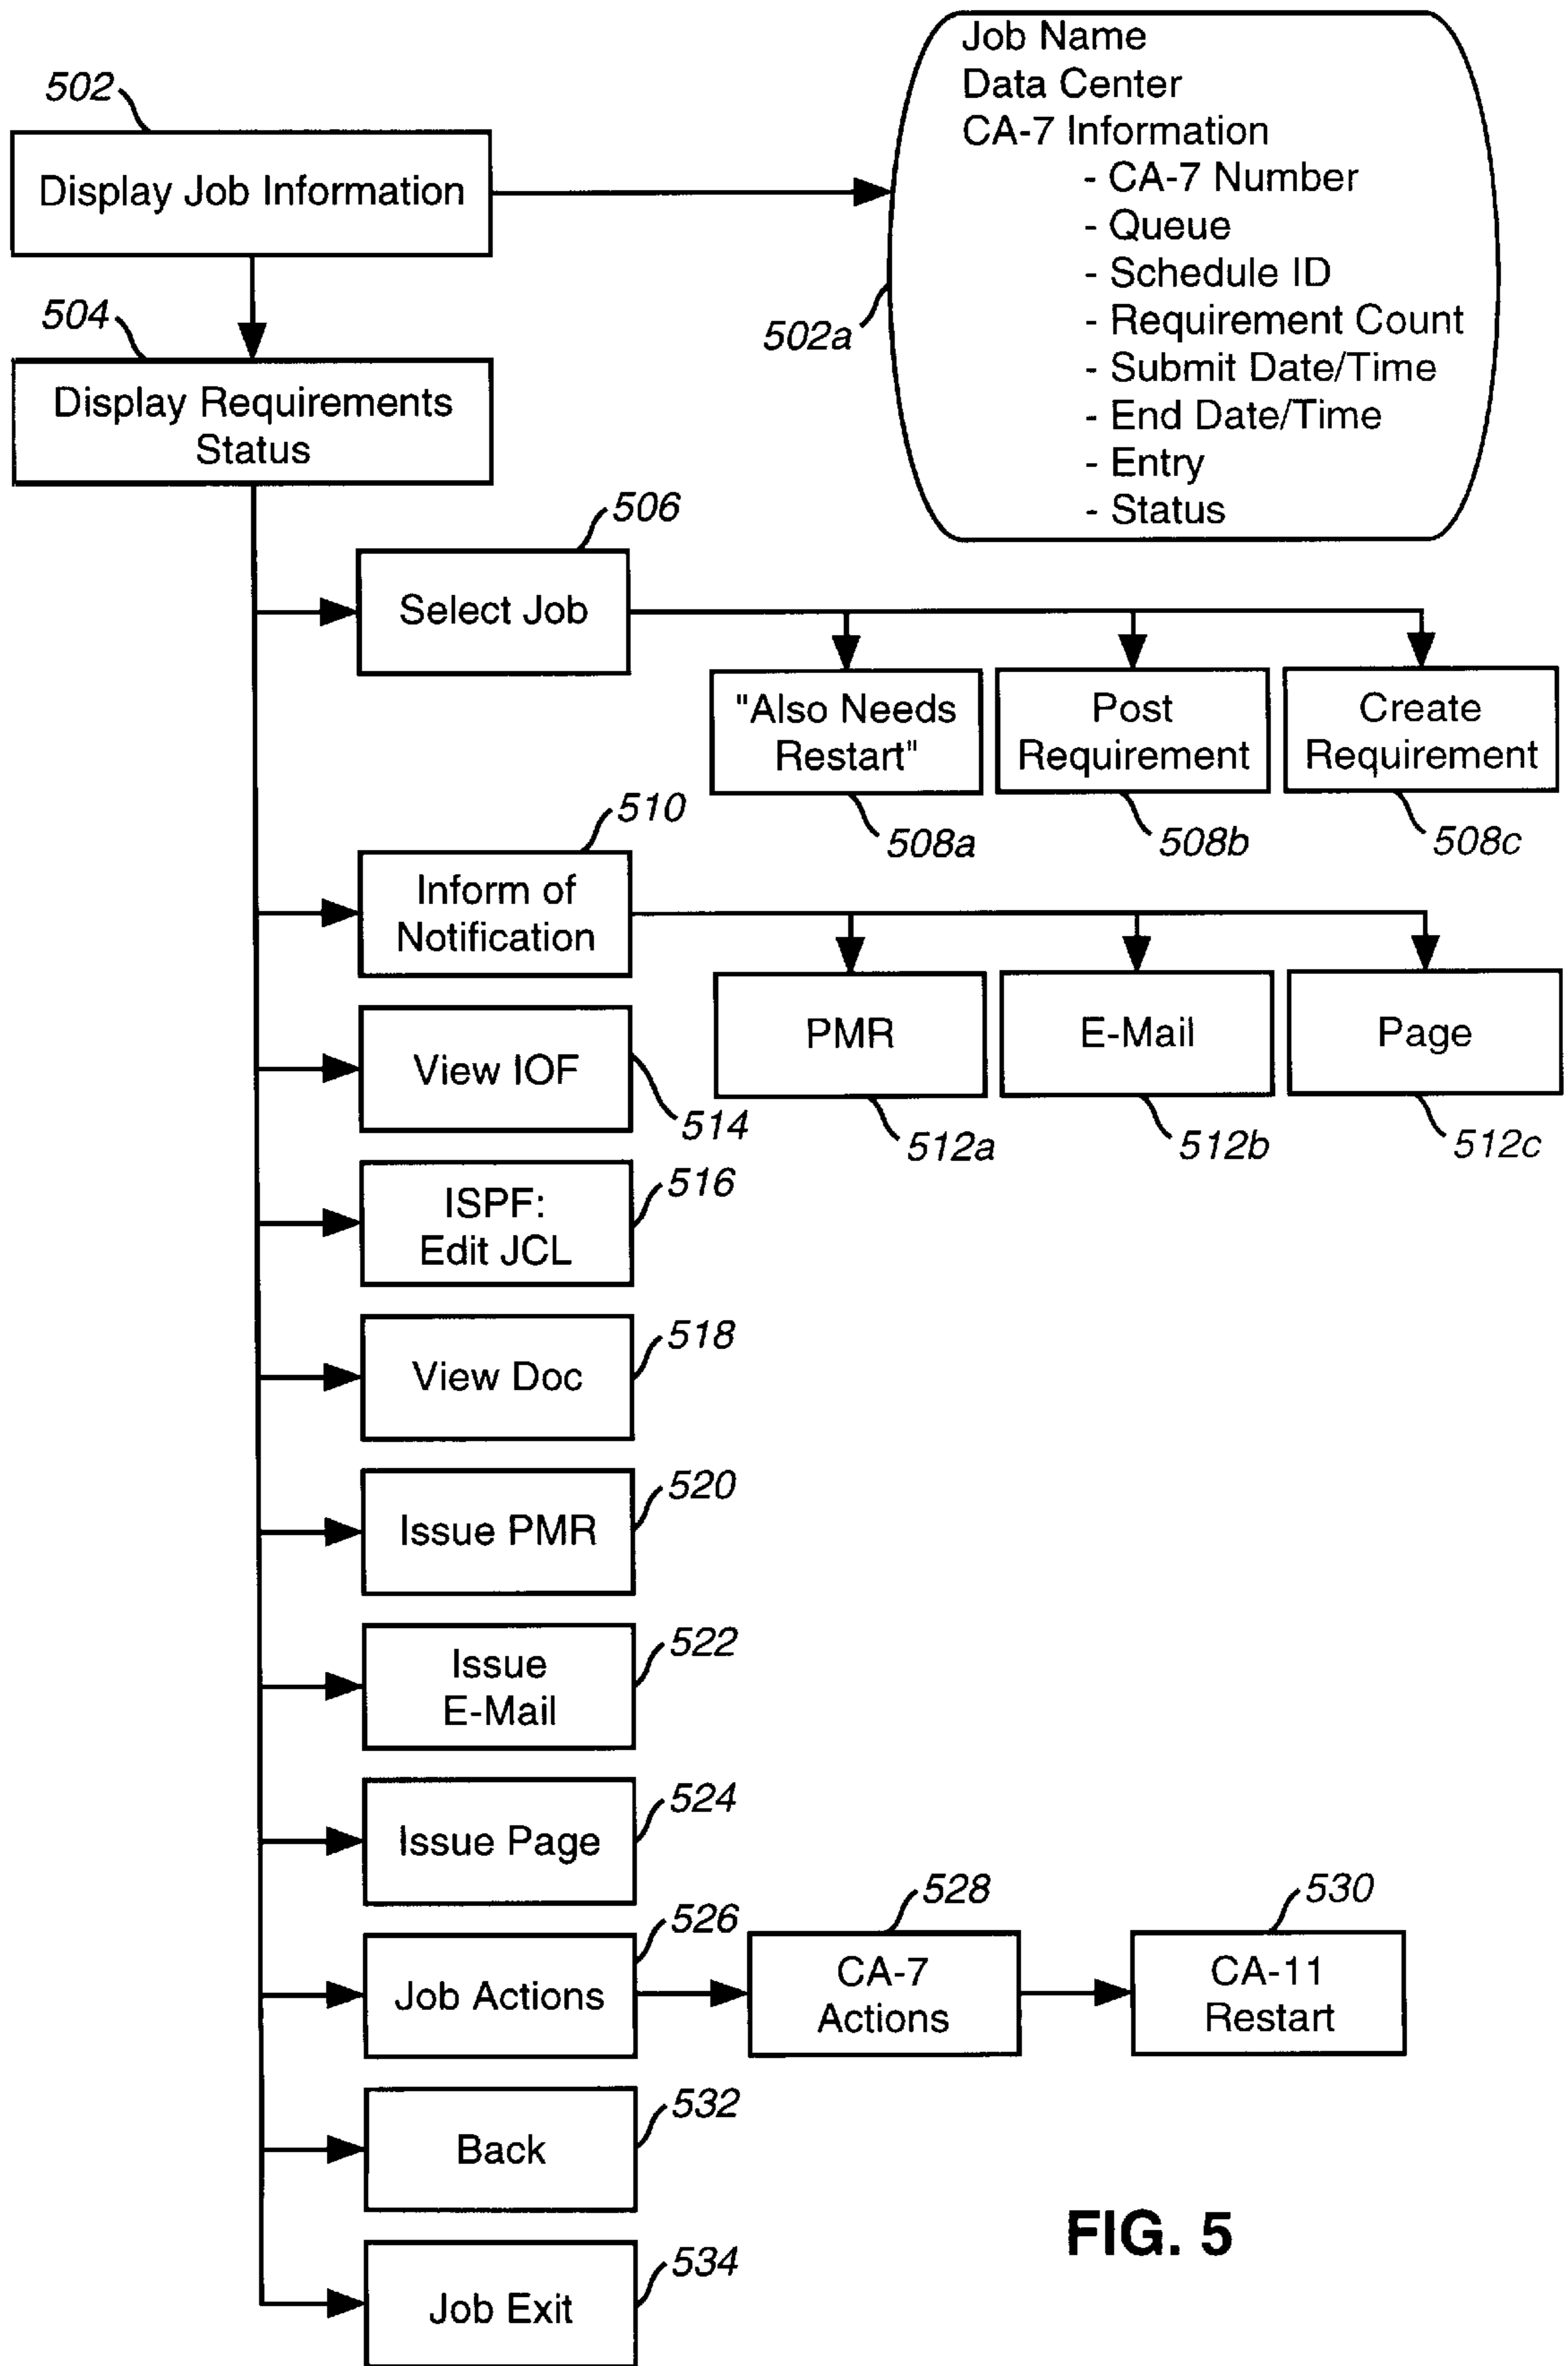 502
Display Job Information
Job Name
Data Center
CA-7 Information
- CA-7 Number
- Queue
- Schedule ID
- Requirement Count
- Submit Date/Time
- End Date/Time
- Entry
- Status
502a
504
Display Requirements
Status
506
Select Job
"Also Needs
Restart"
508a
Post
Requirement
508b
Create
Requirement
508c
510
Inform of
Notification
PMR
512a
E-Mail
512b
Page
512c
View IOF
514
ISPF:
Edit JCL
516
View Doc
518
Issue PMR
520
Issue
E-Mail
522
Issue Page
524
Job Actions
526
CA-7
Actions
528
CA-11
Restart
530
Back
532
Job Exit
534
FIG. 5